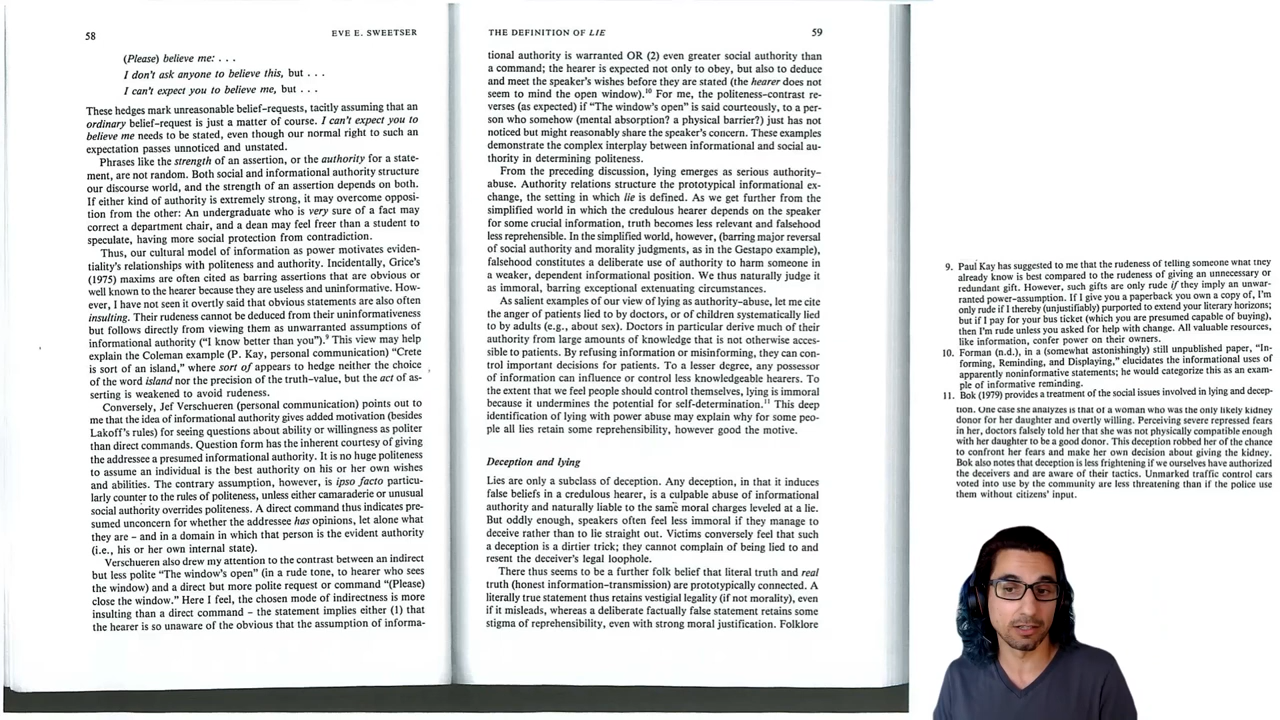 58
EVE E. SWEETSER
(Please) believe me: . . .
I don't ask anyone to believe this, but . . .
I can't expect you to believe me, but . . .
These hedges mark unreasonable belief-requests, tacitly assuming that an
ordinary belief-request is just a matter of course. I can't expect you to
believe me needs to be stated, even though our normal right to such an
expectation passes unnoticed and unstated.
Phrases like the strength of an assertion, or the authority for a state-
ment, are not random. Both social and informational authority structure
our discourse world, and the strength of an assertion depends on both.
If either kind of authority is extremely strong, it may overcome opposi-
tion from the other: An undergraduate who is very sure of a fact may
correct a department chair, and a dean may feel freer than a student to
speculate, having more social protection from contradiction.
Thus, our cultural model of information as power motivates eviden-
tiality's relationships with politeness and authority. Incidentally, Grice's
(1975) maxims are often cited as barring assertions that are obvious or
well known to the hearer because they are useless and uninformative. How-
ever, I have not seen it overtly said that obvious statements are also often
insulting. Their rudeness cannot be deduced from their uninformativeness
but follows directly from viewing them as unwarranted assumptions of
informational authority ("I know better than you").9 This view may help
explain the Coleman example (P. Kay, personal communication) "Crete
is sort of an island," where sort of appears to hedge neither the choice
of the word island nor the precision of the truth-value, but the act of as-
serting is weakened to avoid rudeness.
Conversely, Jef Verschueren (personal communication) points out to
me that the idea of informational authority gives added motivation (besides
Lakoff's rules) for seeing questions about ability or willingness as politer
than direct commands. Question form has the inherent courtesy of giving
the addressee a presumed informational authority. It is no huge politeness
to assume an individual is the best authority on his or her own wishes
and abilities. The contrary assumption, however, is ipso facto particu-
larly counter to the rules of politeness, unless either camaraderie or unusual
social authority overrides politeness. A direct command thus indicates pre-
sumed unconcern for whether the addressee has opinions, let alone what
they are - and in a domain in which that person is the evident authority
(i.e., his or her own internal state).
Verschueren also drew my attention to the contrast between an indirect
but less polite "The window's open" (in a rude tone, to hearer who sees
the window) and a direct but more polite request or command "(Please)
close the window." Here I feel, the chosen mode of indirectness is more
insulting than a direct command – the statement implies either (1) that
the hearer is so unaware of the obvious that the assumption of informa-
THE DEFINITION OF LIE
59
tional authority is warranted OR (2) even greater social authority than
a command; the hearer is expected not only to obey, but also to deduce
and meet the speaker's wishes before they are stated (the hearer does not
seem to mind the open window).10 For me, the politeness-contrast re-
verses (as expected) if "The window's open" is said courteously, to a per-
son who somehow (mental absorption? a physical barrier?) just has not
noticed but might reasonably share the speaker's concern. These examples
demonstrate the complex interplay between informational and social au-
thority in determining politeness.
From the preceding discussion, lying emerges as serious authority-
abuse. Authority relations structure the prototypical informational ex-
change, the setting in which lie is defined. As we get further from the
simplified world in which the credulous hearer depends on the speaker
for some crucial information, truth becomes less relevant and falsehood
less reprehensible. In the simplified world, however, (barring major reversal
of social authority and morality judgments, as in the Gestapo example),
falsehood constitutes a deliberate use of authority to harm someone in
a weaker, dependent informational position. We thus naturally judge it
as immoral, barring exceptional extenuating circumstances.
As salient examples of our view of lying as authority-abuse, let me cite
the anger of patients lied to by doctors, or of children systematically lied
to by adults (e.g., about sex). Doctors in particular derive much of their
authority from large amounts of knowledge that is not otherwise acces-
sible to patients. By refusing information or misinforming, they can con-
trol important decisions for patients. To a lesser degree, any possessor
of information can influence or control less knowledgeable hearers. To
the extent that we feel people should control themselves, lying is immoral
because it undermines the potential for self-determination.11 This deep
identification of lying with power abuse may explain why for some peo-
ple all lies retain some reprehensibility, however good the motive.
Deception and lying
Lies are only a subclass of deception. Any deception, in that it induces
false beliefs in a credulous hearer, is a culpable abuse of informational
authority and naturally liable to the same moral charges leveled at a lie.
But oddly enough, speakers often feel less immoral if they manage to
deceive rather than to lie straight out. Victims conversely feel that such
a deception is a dirtier trick; they cannot complain of being lied to and
resent the deceiver's legal loophole.
There thus seems to be a further folk belief that literal truth and real
truth (honest information-transmission) are prototypically connected. A
literally true statement thus retains vestigial legality (if not morality), even
if it misleads, whereas a deliberate factually false statement retains some
stigma of reprehensibility, even with strong moral justification. Folklore
9. Paul Kay has suggested to me that the rudeness of telling someone what they
already know is best compared to the rudeness of giving an unnecessary or
redundant gift. However, such gifts are only rude if they imply an unwar-
ranted power-assumption. If I give you a paperback you own a copy of, I'm
only rude if I thereby (unjustifiably) purported to extend your literary horizons;
but if I pay for your bus ticket (which you are presumed capable of buying),
then I'm rude unless you asked for help with change. All valuable resources,
like information, confer power on their owners.
10. Forman (n.d.), in a (somewhat astonishingly) still unpublished paper, "In-
forming, Reminding, and Displaying," elucidates the informational uses of
apparently noninformative statements; he would categorize this as an exam-
ple of informative reminding.
11. Bok (1979) provides a treatment of the social issues involved in lying and decep-
tion. One case she analyzes is that of a woman who was the only likely kidney
donor for her daughter and overtly willing. Perceiving severe repressed fears
in her, doctors falsely told her that she was not physically compatible enough
with her daughter to be a good donor. This deception robbed her of the chance
to confront her fears and make her own decision about giving the kidney.
Bok also notes that deception is less frightening if we ourselves have authorized
the deceivers and are aware of their tactics. Unmarked traffic control cars
voted into use by the community are less threatening than if the police use
them without citizens' input.